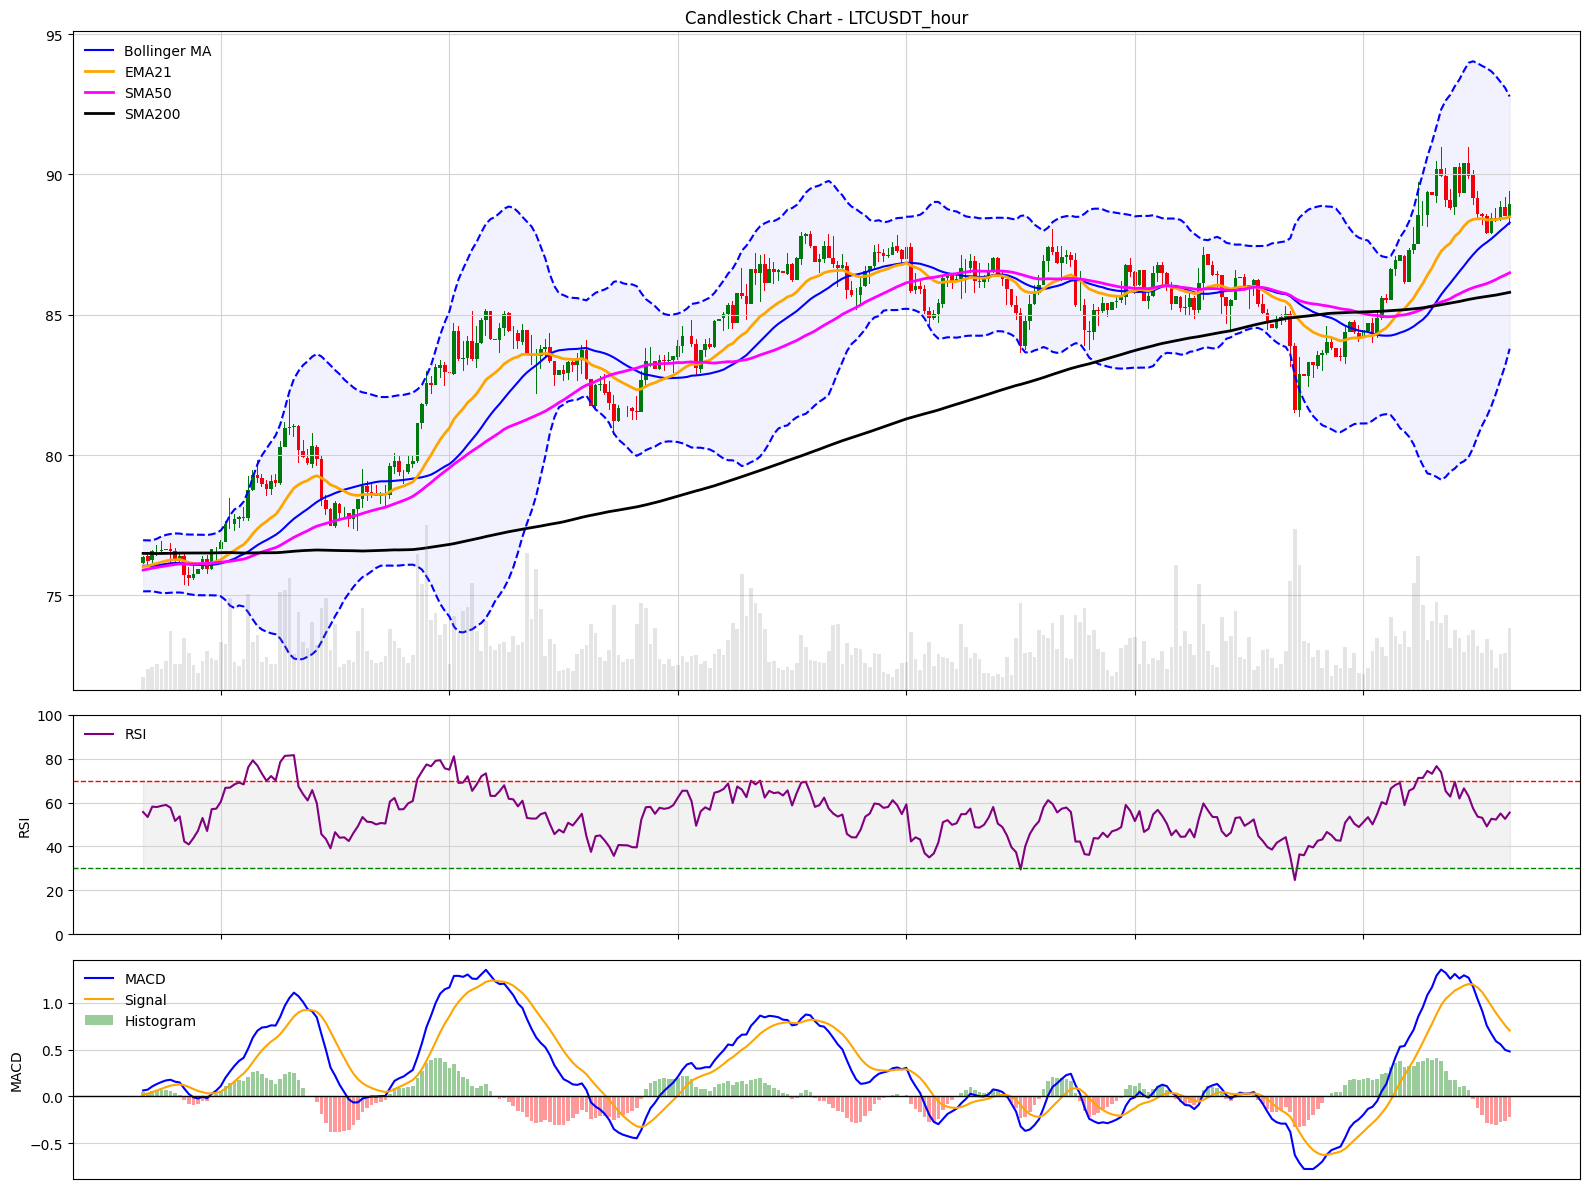 Candlestick Chart - LTCUSDT_hour
95
90
85
80
75
Bollinger MA
EMA21
SMA50
SMA200
100
80
60
40
20
0
RSI
RSI
1.0
0.5
0.0
−0.5
MACD
MACD
Signal
Histogram